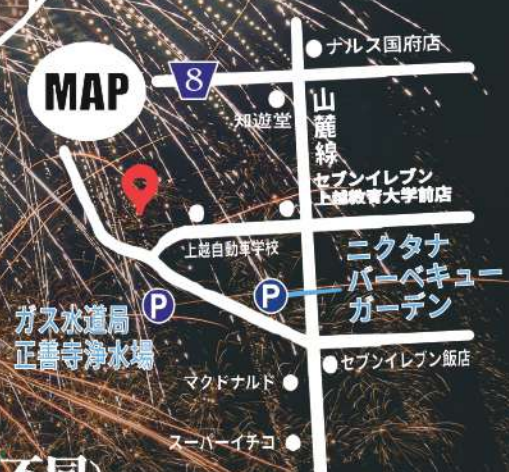 ナルス国府店
MAP
8
知遊堂
山麓線
セブンイレブン
上越教育大学前店
上越自動車学校
ニクタナ
バーベキュー
ガーデン
P
P
ガス水道局
正善寺浄水場
セブンイレブン飯店
マクドナルド
スーパーイチコ